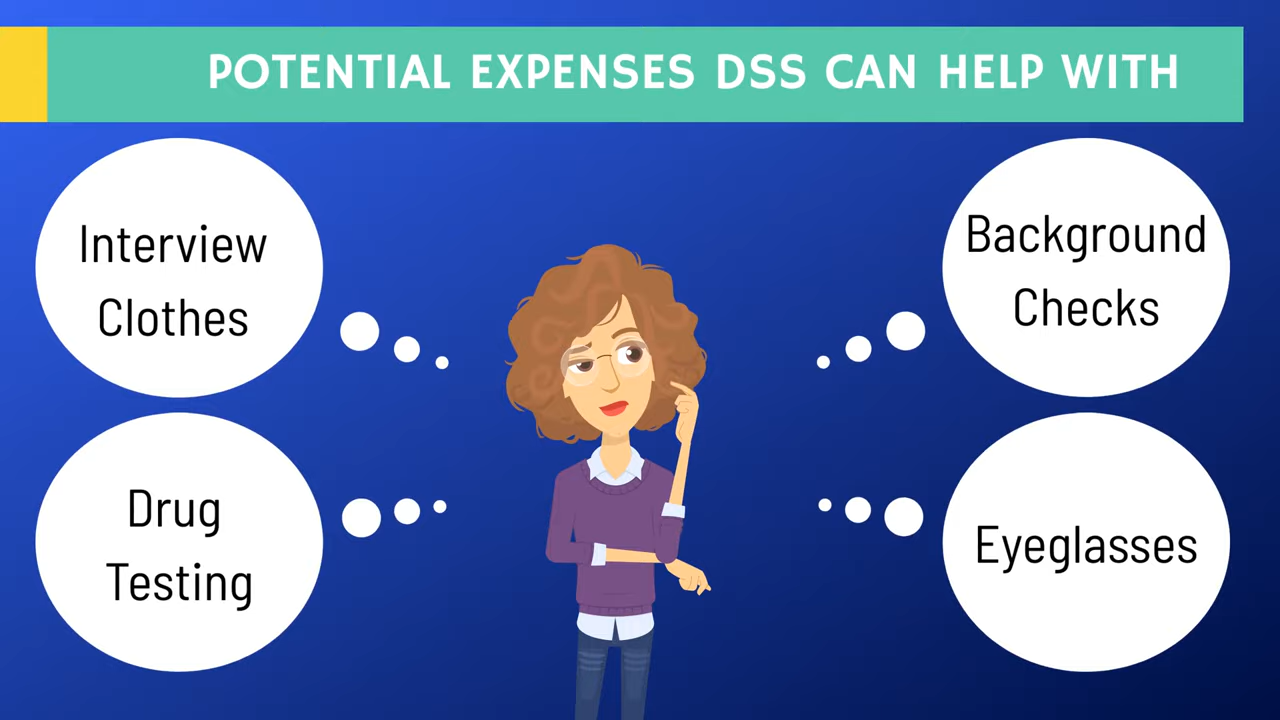 POTENTIAL EXPENSES DSS CAN HELP WITH
Interview
Clothes
Background
Checks
Drug
Testing
Eyeglasses